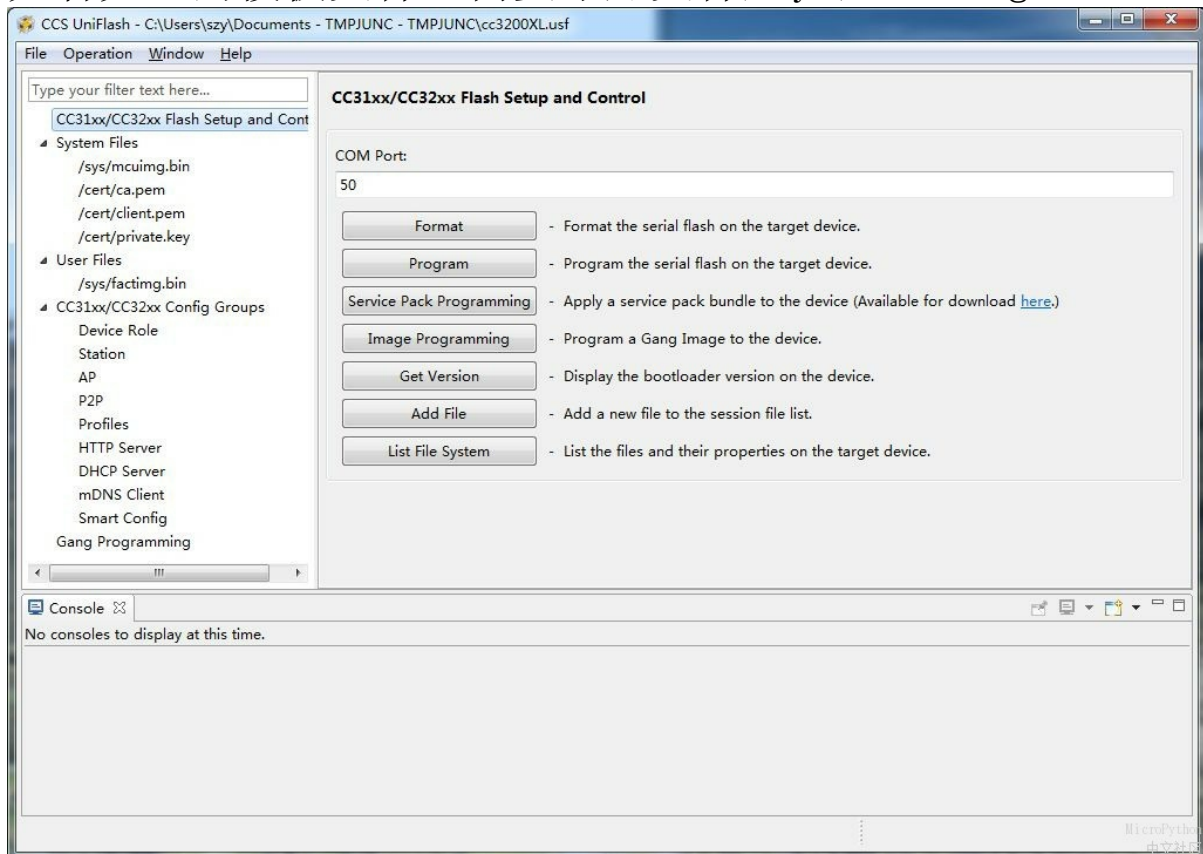 CCS UniFlash - C:\Users\szy\Documents - TMPJUNC - TMPJUNC\cc3200XL.usf
File Operation Window Help
Type your filter text here...
CC31xx/CC32xx Flash Setup and Cont
System Files
/sys/mcuimg.bin
/cert/ca.pem
/cert/client.pem
/cert/private.key
User Files
/sys/factimg.bin
CC31xx/CC32xx Config Groups
Device Role
Station
AP
P2P
Profiles
HTTP Server
DHCP Server
mDNS Client
Smart Config
Gang Programming
CC31xx/CC32xx Flash Setup and Control
COM Port:
50
Format - Format the serial flash on the target device.
Program - Program the serial flash on the target device.
Service Pack Programming - Apply a service pack bundle to the device (Available for download here.)
Image Programming - Program a Gang Image to the device.
Get Version - Display the bootloader version on the device.
Add File - Add a new file to the session file list.
List File System - List the files and their properties on the target device.
Console
No consoles to display at this time.
MicroPytho
中文社区